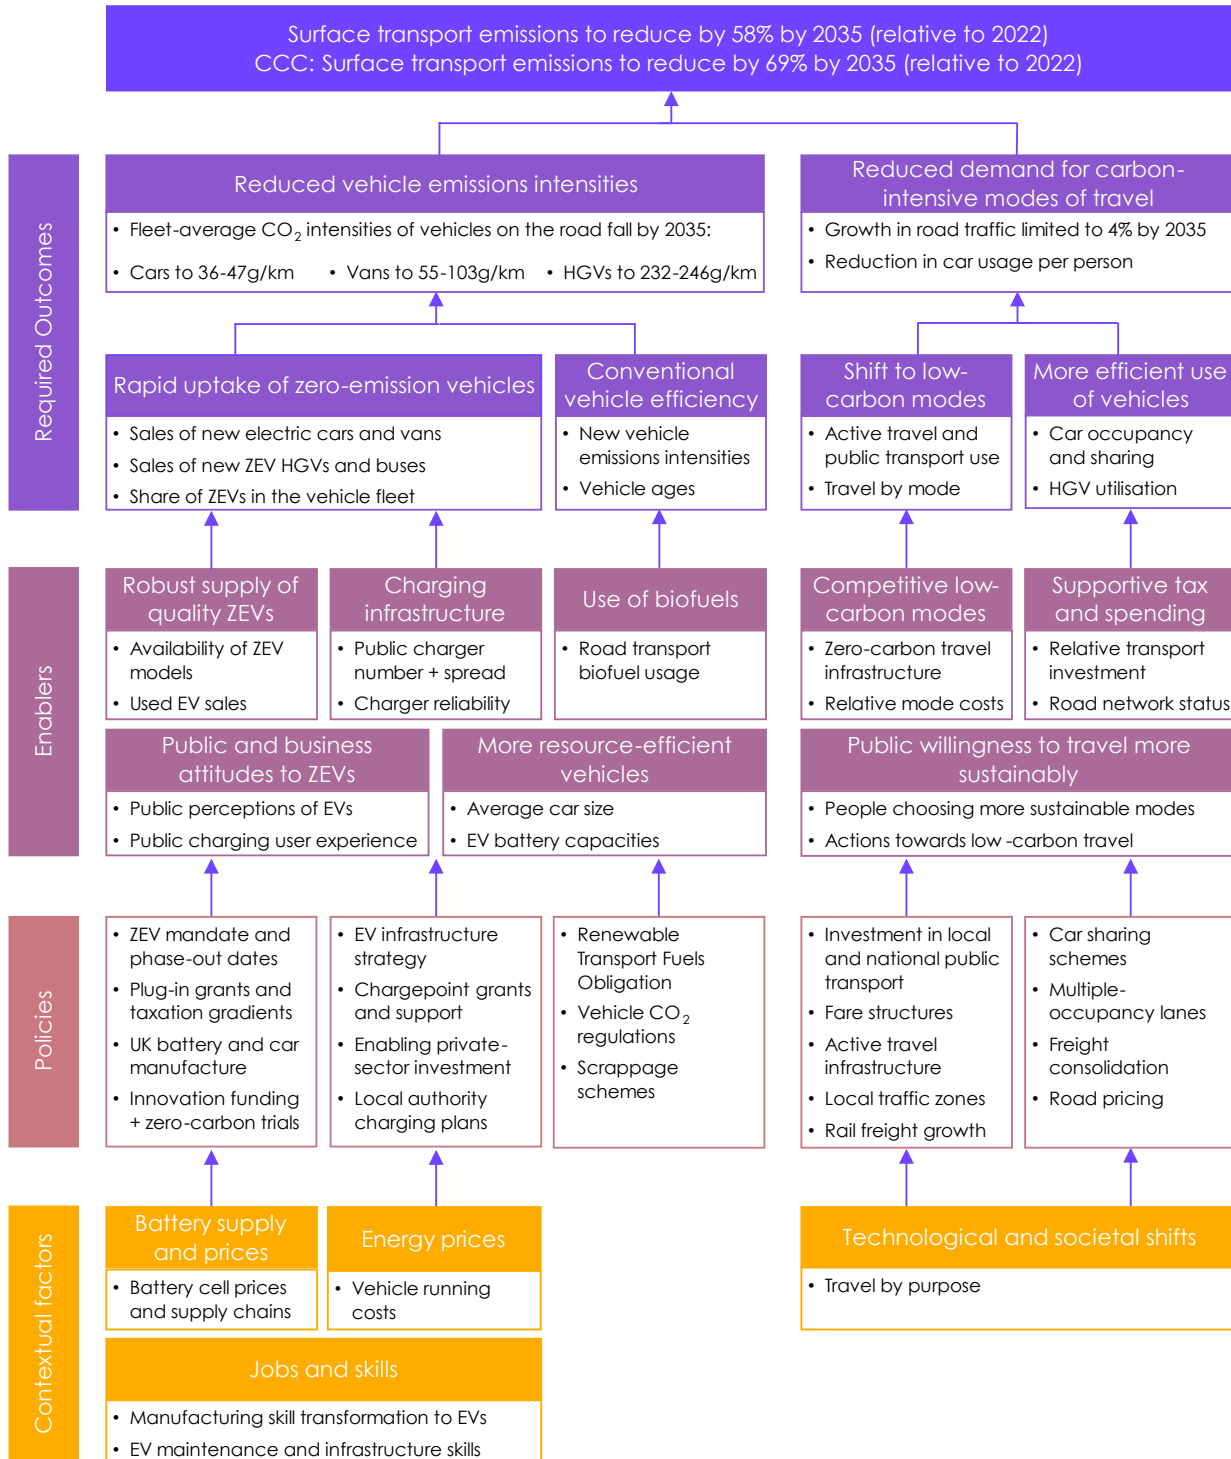 Surface transport emissions to reduce by 58% by 2035 (relative to 2022)
CCC: Surface transport emissions to reduce by 69% by 2035 (relative to 2022)
Required Outcomes
Reduced vehicle emissions intensities
• Fleet-average CO₂ intensities of vehicles on the road fall by 2035:
• Cars to 36-47g/km • Vans to 55-103g/km • HGVs to 232-246g/km
Reduced demand for carbon-
intensive modes of travel
• Growth in road traffic limited to 4% by 2035
• Reduction in car usage per person
Rapid uptake of zero-emission vehicles
• Sales of new electric cars and vans
• Sales of new ZEV HGVs and buses
• Share of ZEVs in the vehicle fleet
Conventional
vehicle efficiency
• New vehicle
emissions intensities
• Vehicle ages
Shift to low-
carbon modes
• Active travel and
public transport use
• Travel by mode
More efficient use
of vehicles
• Car occupancy
and sharing
• HGV utilisation
Enablers
Robust supply of
quality ZEVs
• Availability of ZEV
models
• Used EV sales
Charging
infrastructure
• Public charger
number + spread
• Charger reliability
Use of biofuels
• Road transport
biofuel usage
Competitive low-
carbon modes
• Zero-carbon travel
infrastructure
• Relative mode costs
Supportive tax
and spending
• Relative transport
investment
• Road network status
Public and business
attitudes to ZEVs
• Public perceptions of EVs
• Public charging user experience
More resource-efficient
vehicles
• Average car size
• EV battery capacities
Public willingness to travel more
sustainably
• People choosing more sustainable modes
• Actions towards low -carbon travel
Policies
• ZEV mandate and
phase-out dates
• Plug-in grants and
taxation gradients
• UK battery and car
manufacture
• Innovation funding
+ zero-carbon trials
• EV infrastructure
strategy
• Chargepoint grants
and support
• Enabling private-
sector investment
• Local authority
charging plans
• Renewable
Transport Fuels
Obligation
• Vehicle CO₂
regulations
• Scrappage
schemes
• Investment in local
and national public
transport
• Fare structures
• Active travel
infrastructure
• Local traffic zones
• Rail freight growth
• Car sharing
schemes
• Multiple-
occupancy lanes
• Freight
consolidation
• Road pricing
Contextual factors
Battery supply
and prices
• Battery cell prices
and supply chains
Energy prices
• Vehicle running
costs
Technological and societal shifts
• Travel by purpose
Jobs and skills
• Manufacturing skill transformation to EVs
• EV maintenance and infrastructure skills